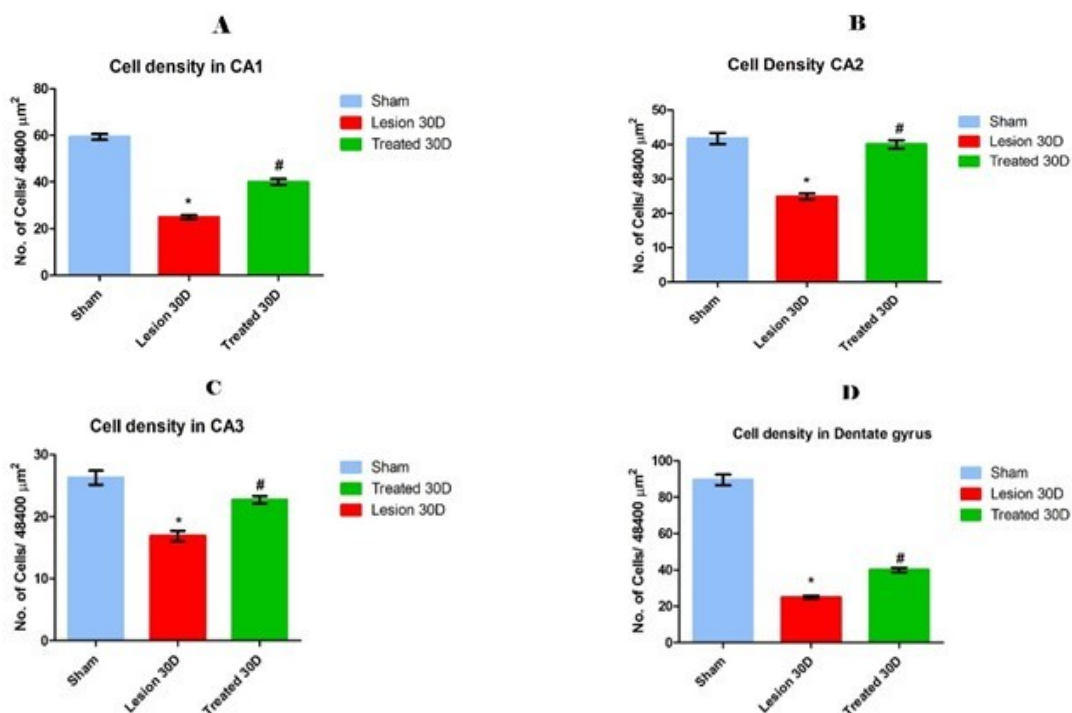 A
Cell density in CA1
No. of Cells/ 48400 µm²
80
60
40
20
0
Sham
Lesion 30D
Treated 30D
Sham
Lesion 30D
Treated 30D
*
#
B
Cell Density CA2
No. of Cells/ 48400 µm²
50
40
30
20
10
0
Sham
Lesion 30D
Treated 30D
Sham
Lesion 30D
Treated 30D
*
#
C
Cell density in CA3
No. of Cells/ 48400 µm²
30
20
10
0
Sham
Lesion 30D
Treated 30D
Sham
Treated 30D
Lesion 30D
*
#
D
Cell density in Dentate gyrus
No. of Cells/ 48400 µm²
100
80
60
40
20
0
Sham
Lesion 30D
Treated 30D
Sham
Lesion 30D
Treated 30D
*
#